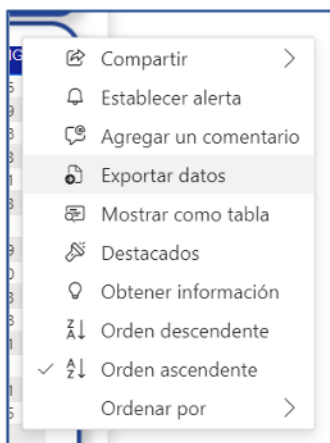 Compartir
Establecer alerta
Agregar un comentario
Exportar datos
Mostrar como tabla
Destacados
Obtener información
Orden descendente
Orden ascendente
Ordenar por